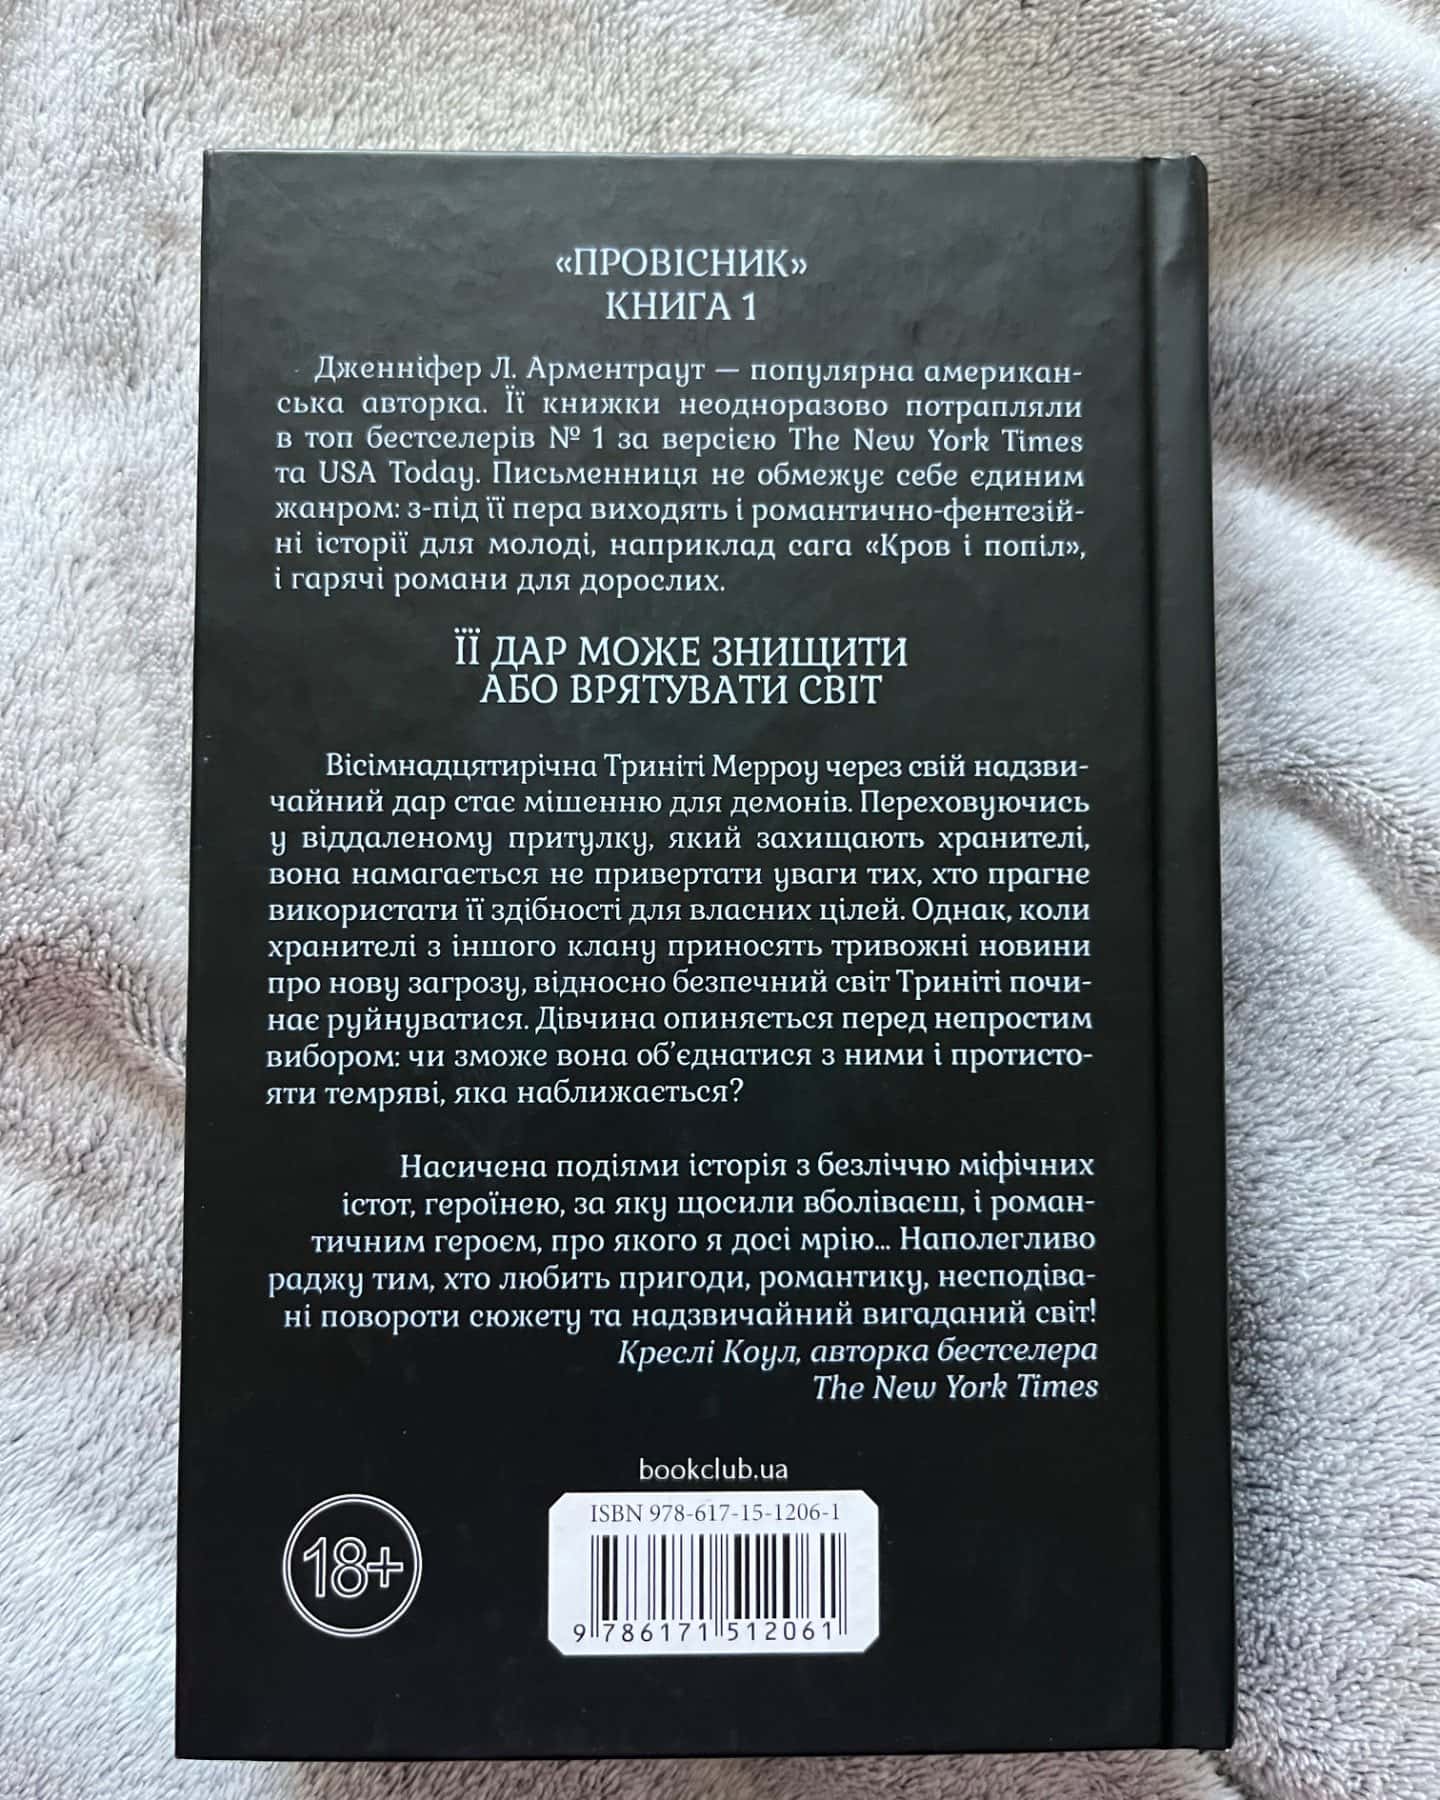 «ПРОВІСНИК»
КНИГА 1
Дженніфер Л. Арментраут — популярна американ-
ська авторка. Її книжки неодноразово потрапляли
в топ бестселерів № 1 за версією The New York Times
та USA Today. Письменниця не обмежує себе єдиним
жанром: з-під її пера виходять і романтично-фентезій-
ні історії для молоді, наприклад сага «Кров і попіл»,
і гарячі романи для дорослих.
ЇЇ ДАР МОЖЕ ЗНИЩИТИ
АБО ВРЯТУВАТИ СВІТ
Вісімнадцятирічна Триніті Мерроу через свій надзви-
чайний дар стає мішенню для демонів. Переховуючись
у віддаленому притулку, який захищають хранителі,
вона намагається не привертати уваги тих, хто прагне
використати її здібності для власних цілей. Однак, коли
хранителі з іншого клану приносять тривожні новини
про нову загрозу, відносно безпечний світ Триніті почи-
нає руйнуватися. Дівчина опиняється перед непростим
вибором: чи зможе вона об’єднатися з ними і протисто-
яти темряві, яка наближається?
Насичена подіями історія з безліччю міфічних
істот, героїнею, за яку щосили вболіваєш, і роман-
тичним героєм, про якого я досі мрію... Наполегливо
раджу тим, хто любить пригоди, романтику, несподіва-
ні повороти сюжету та надзвичайний вигаданий світ!
Креслі Коул, авторка бестселера
The New York Times
bookclub.ua
ISBN 978-617-15-1206-1
18+
9 786171 512061